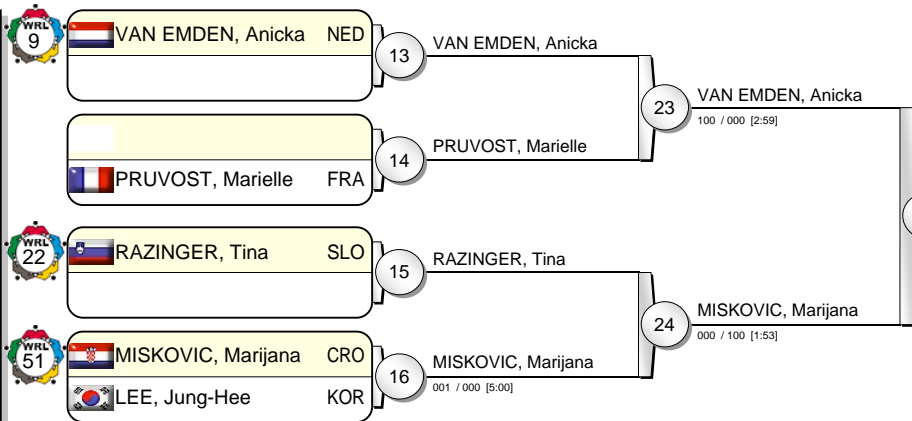 WRL
9
VAN EMDEN, Anicka NED
13
VAN EMDEN, Anicka
23
VAN EMDEN, Anicka
100 / 000 [2:59]
14
PRUVOST, Marielle
PRUVOST, Marielle FRA
WRL
22
RAZINGER, Tina SLO
15
RAZINGER, Tina
24
MISKOVIC, Marijana
000 / 100 [1:53]
WRL
51
MISKOVIC, Marijana CRO
16
MISKOVIC, Marijana
001 / 000 [5:00]
LEE, Jung-Hee KOR